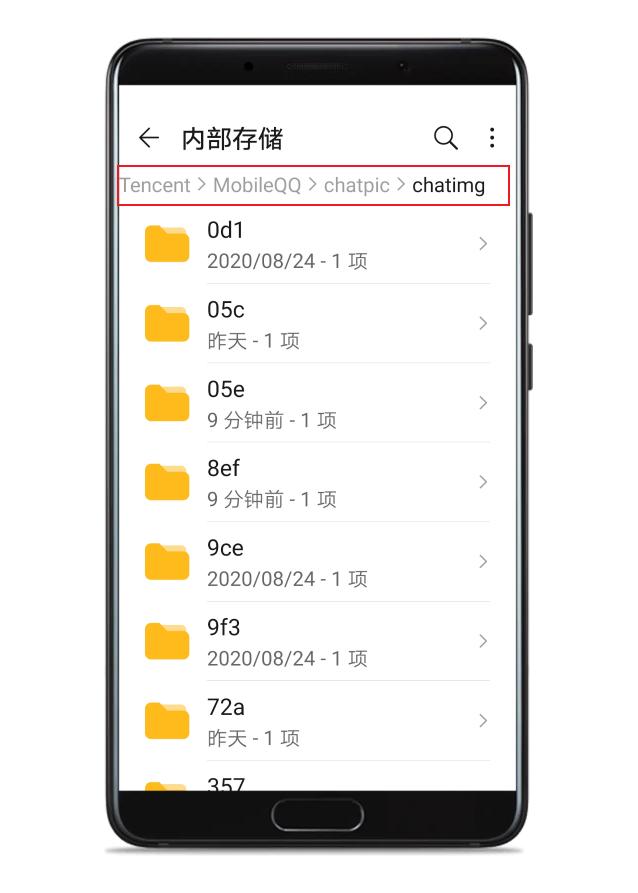 内部存储
Tencent > MobileQQ > chatpic > chatimg
0d1
2020/08/24 - 1 项
05c
昨天 - 1 项
05e
9 分钟前 - 1 项
8ef
9 分钟前 - 1 项
9ce
2020/08/24 - 1 项
9f3
2020/08/24 - 1 项
72a
昨天 - 1 项
357